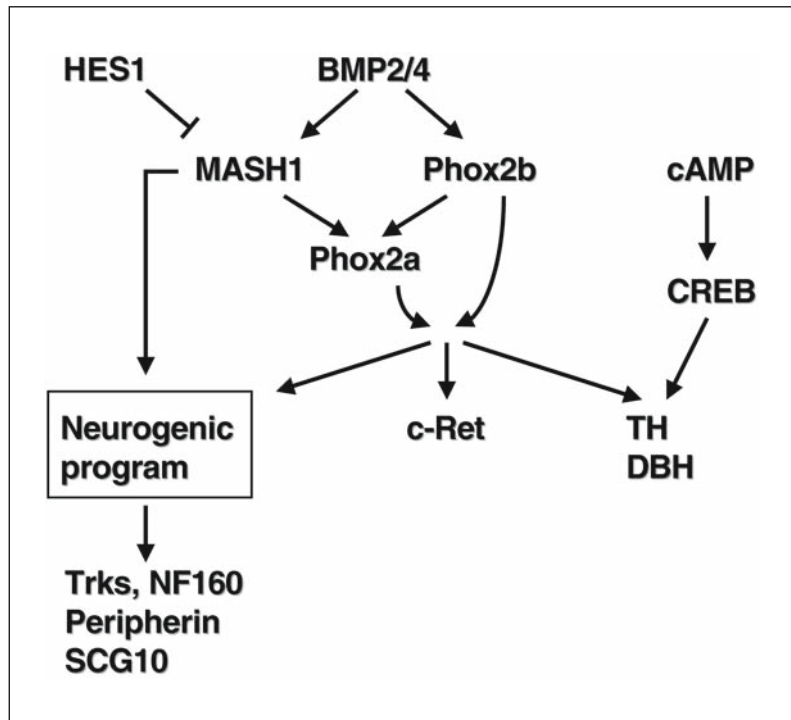 HES1
BMP2/4
MASH1
Phox2b
cAMP
Phox2a
CREB
Neurogenic
program
c-Ret
TH
DBH
Trks, NF160
Peripherin
SCG10